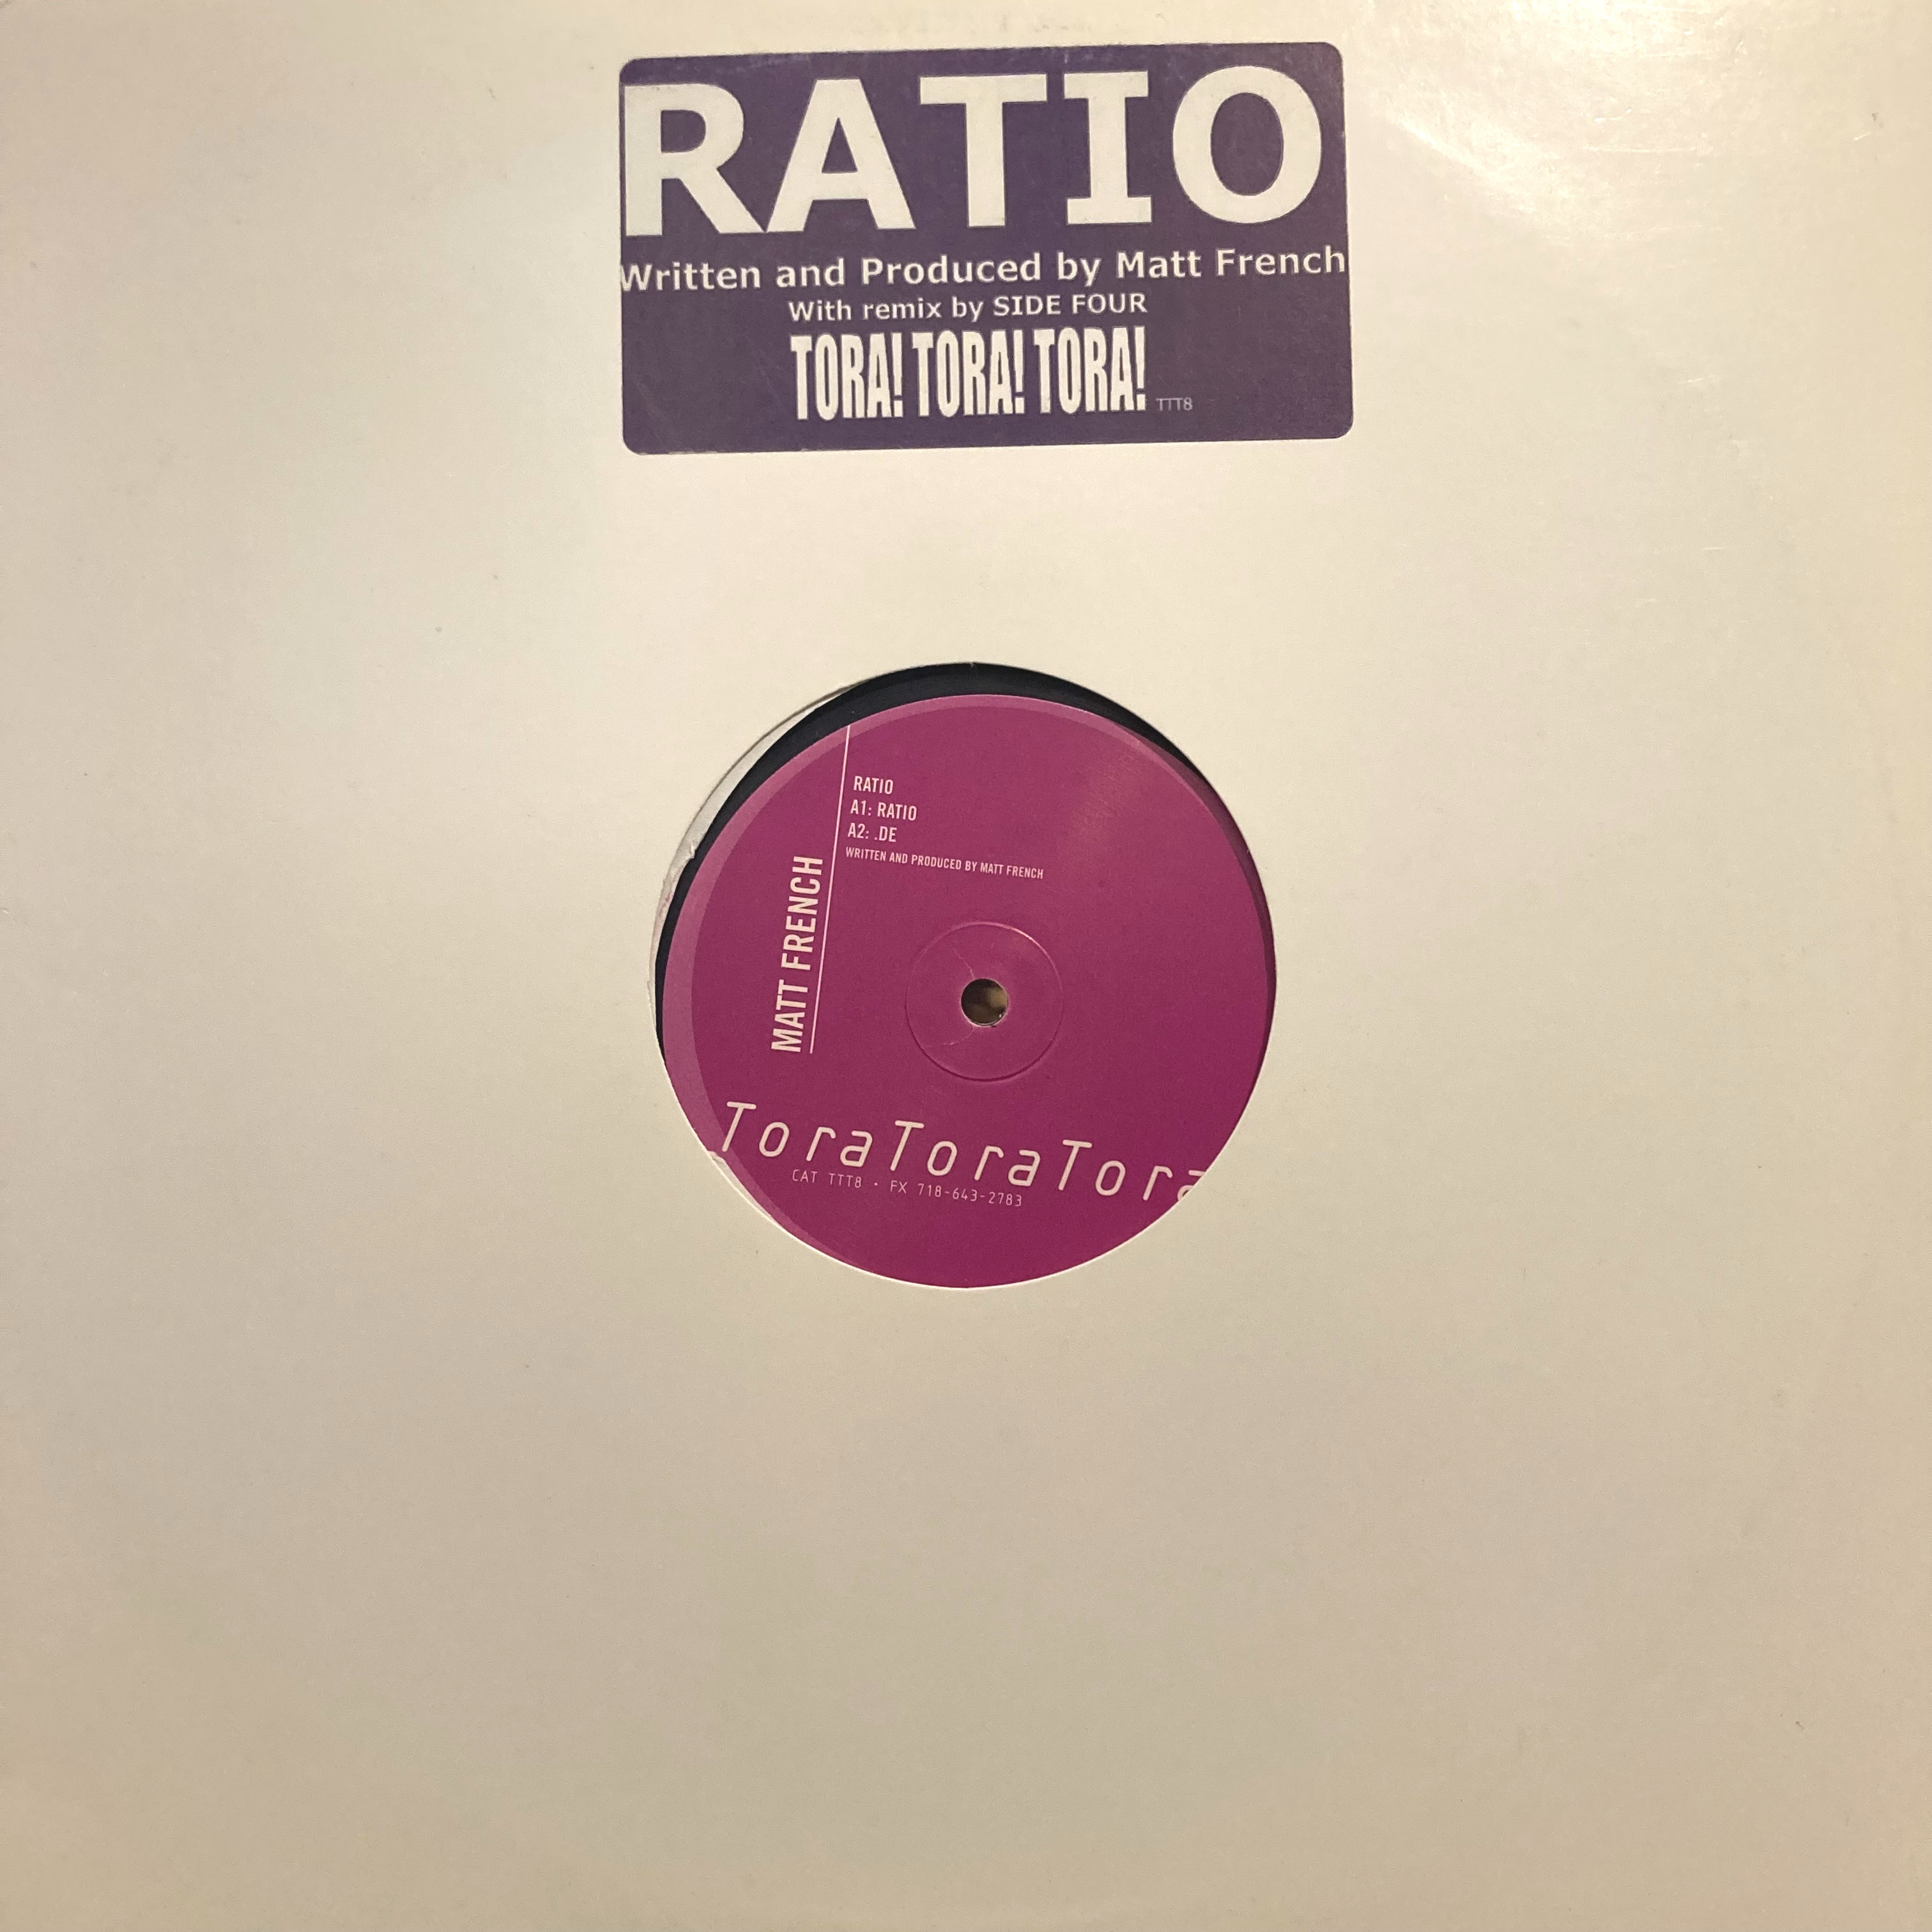 RATIO
Written and Produced by Matt French
With remix by SIDE FOUR
TORA! TORA! TORA! TTT8
RATIO
A1: RATIO
A2: .DE
WRITTEN AND PRODUCED BY MATT FRENCH
MATT FRENCH
ToraToraTora
CAT TTT8 • FX 718-643-2783